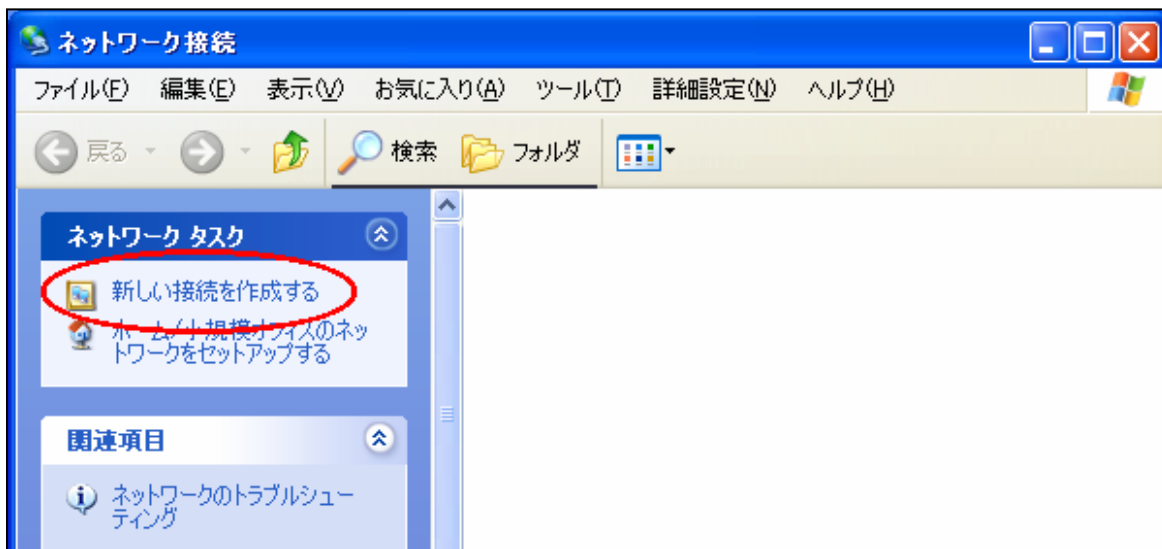 ネットワーク接続
ファイル(F) 編集(E) 表示(V) お気に入り(A) ツール(T) 詳細設定(N) ヘルプ(H)
戻る 検索 フォルダ
ネットワーク タスク
新しい接続を作成する
ホーム/小規模オフィスのネッ
トワークをセットアップする
関連項目
ネットワークのトラブルシュー
ティング